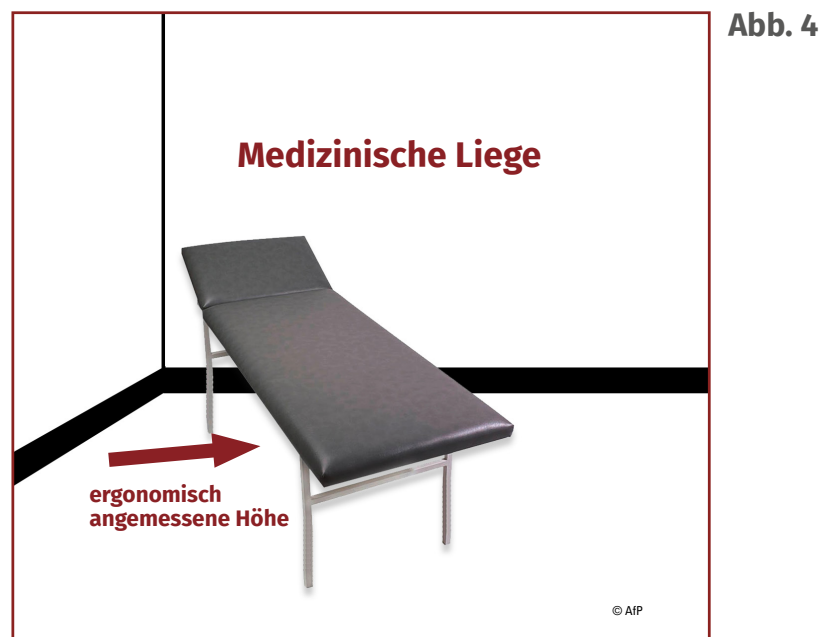 Abb. 4
Medizinische Liege
ergonomisch
angemessene Höhe
© AfP